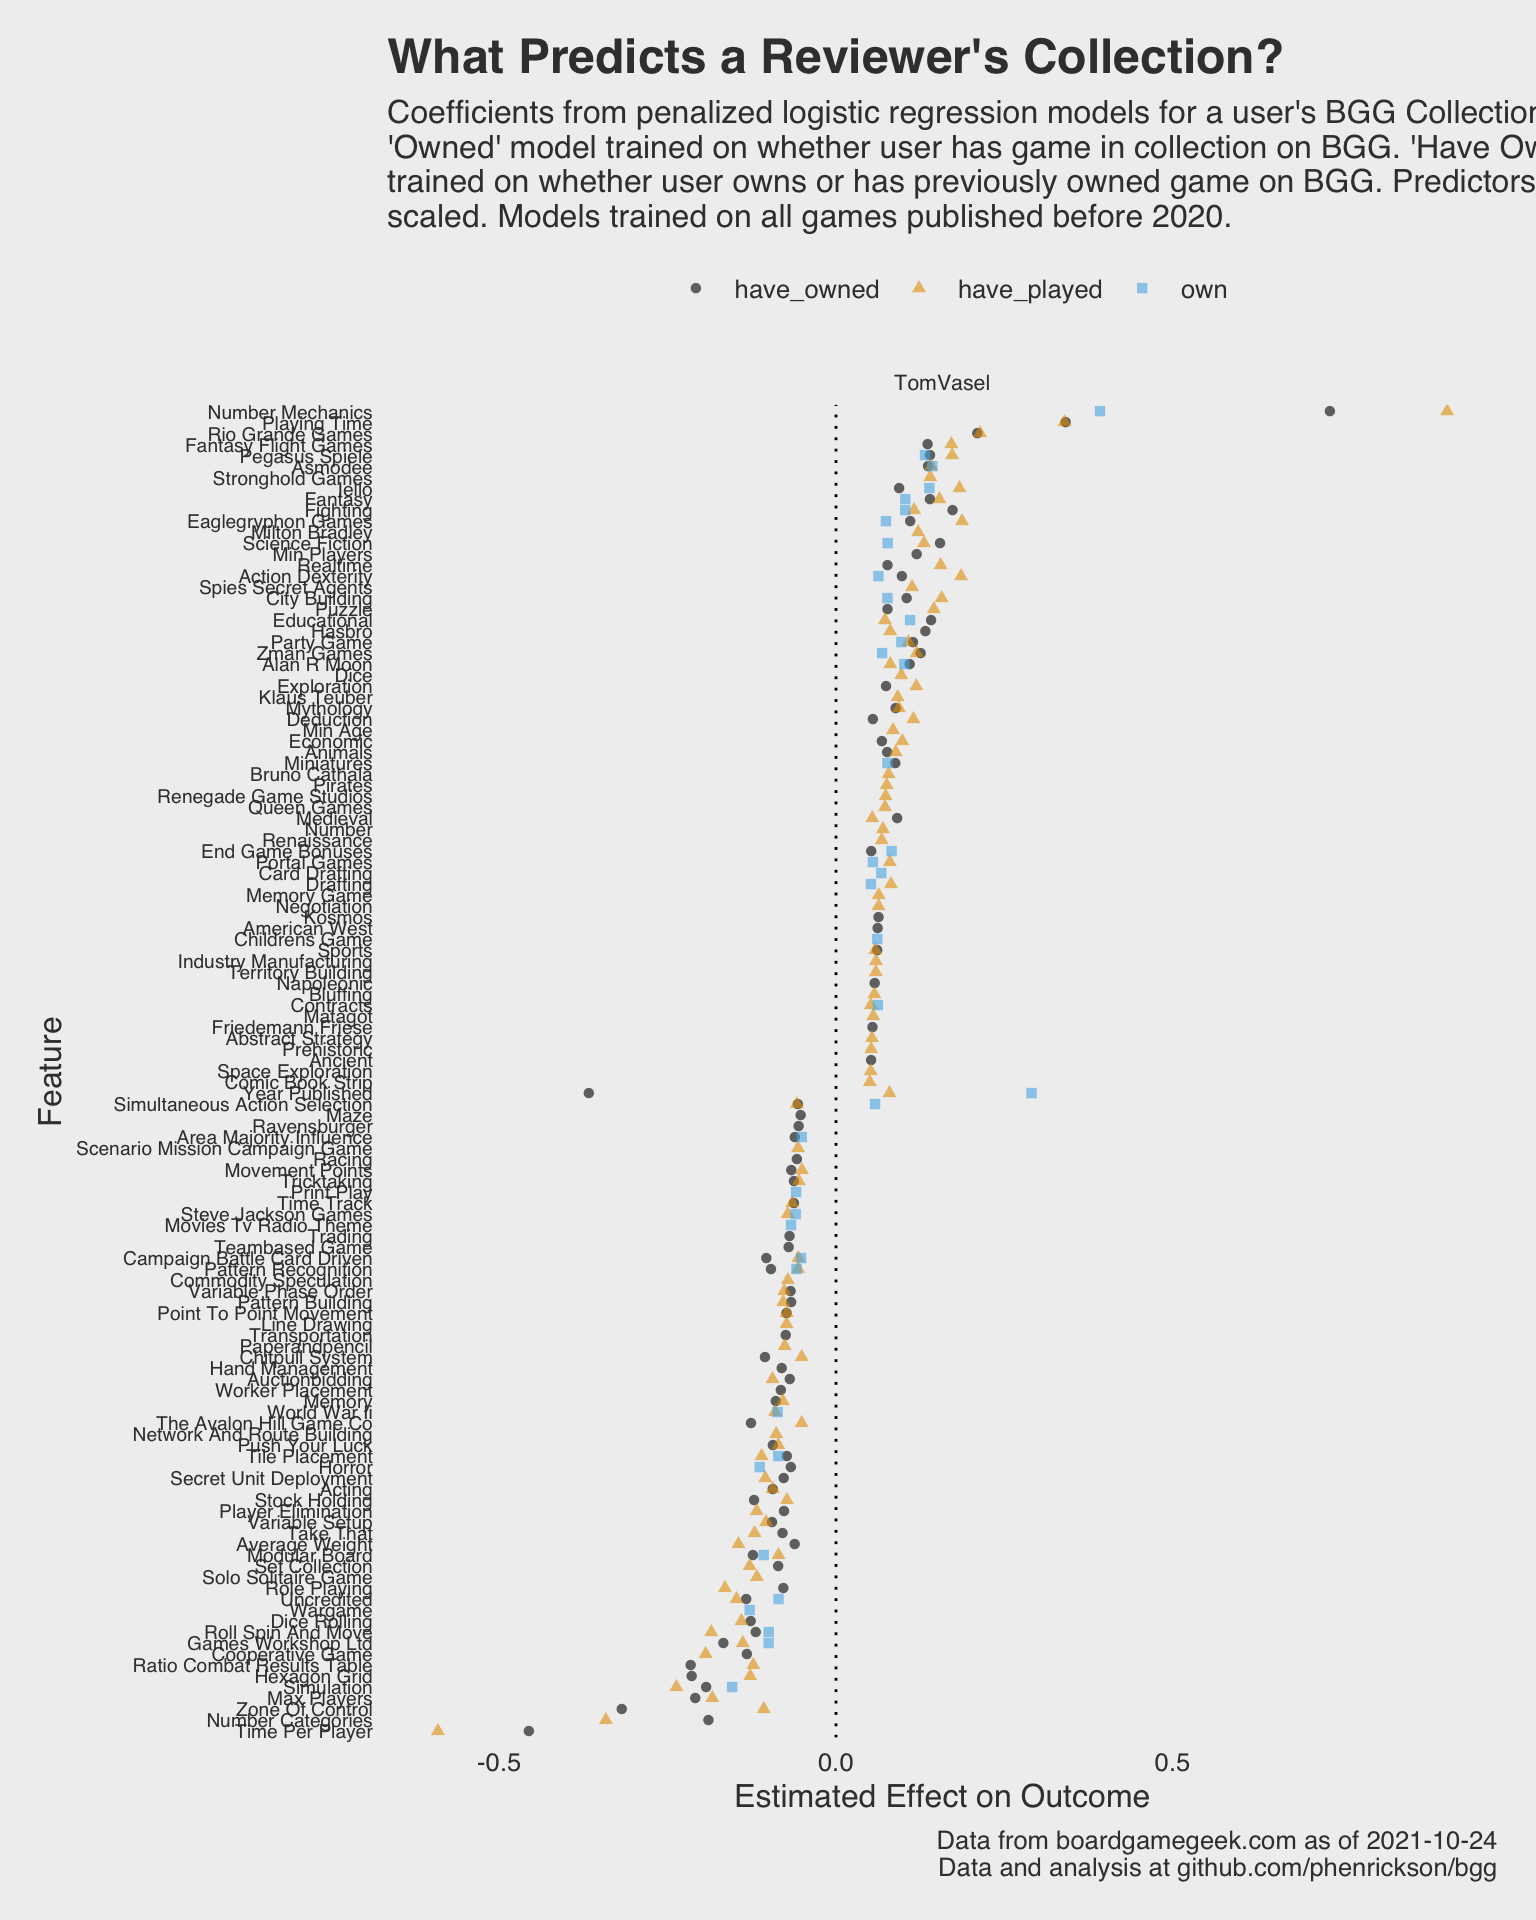 What Predicts a Reviewer's Collection?
Coefficients from penalized logistic regression models for a user's BGG Collection
'Owned' model trained on whether user has game in collection on BGG. 'Have Ow
trained on whether user owns or has previously owned game on BGG. Predictors
scaled. Models trained on all games published before 2020.
have_owned have_played own
TomVasel
Number Mechanics
Playing Time
Rio Grande Games
Fantasy Flight Games
Pegasus Spiele
Asmodee
Stronghold Games
Iello
Fantasy
Fighting
Eaglegryphon Games
Milton Bradley
Science Fiction
Min Players
Realtime
Action Dexterity
Spies Secret Agents
City Building
Puzzle
Educational
Hasbro
Party Game
Zman Games
Alan R Moon
Dice
Exploration
Klaus Teuber
Mythology
Deduction
Min Age
Economic
Animals
Miniatures
Bruno Cathala
Pirates
Renegade Game Studios
Queen Games
Medieval
Number
Renaissance
End Game Bonuses
Portal Games
Card Drafting
Drafting
Memory Game
Negotiation
Kosmos
American West
Childrens Game
Sports
Industry Manufacturing
Territory Building
Napoleonic
Bluffing
Contracts
Matagot
Friedemann Friese
Abstract Strategy
Prehistoric
Ancient
Space Exploration
Comic Book Strip
Year Published
Simultaneous Action Selection
Maze
Ravensburger
Area Majority Influence
Scenario Mission Campaign Game
Racing
Movement Points
Tricktaking
Print Play
Time Track
Steve Jackson Games
Movies Tv Radio Theme
Trading
Teambased Game
Campaign Battle Card Driven
Pattern Recognition
Commodity Speculation
Variable Phase Order
Pattern Building
Point To Point Movement
Line Drawing
Transportation
Paperandpencil
Chitpull System
Hand Management
Auctionbidding
Worker Placement
Memory
World War Ii
The Avalon Hill Game Co
Network And Route Building
Push Your Luck
Tile Placement
Horror
Secret Unit Deployment
Acting
Stock Holding
Player Elimination
Variable Setup
Take That
Average Weight
Modular Board
Set Collection
Solo Solitaire Game
Role Playing
Uncredited
Wargame
Dice Rolling
Roll Spin And Move
Games Workshop Ltd
Cooperative Game
Ratio Combat Results Table
Hexagon Grid
Simulation
Max Players
Zone Of Control
Number Categories
Time Per Player
Feature
-0.5 0.0 0.5
Estimated Effect on Outcome
Data from boardgamegeek.com as of 2021-10-24
Data and analysis at github.com/phenrickson/bgg